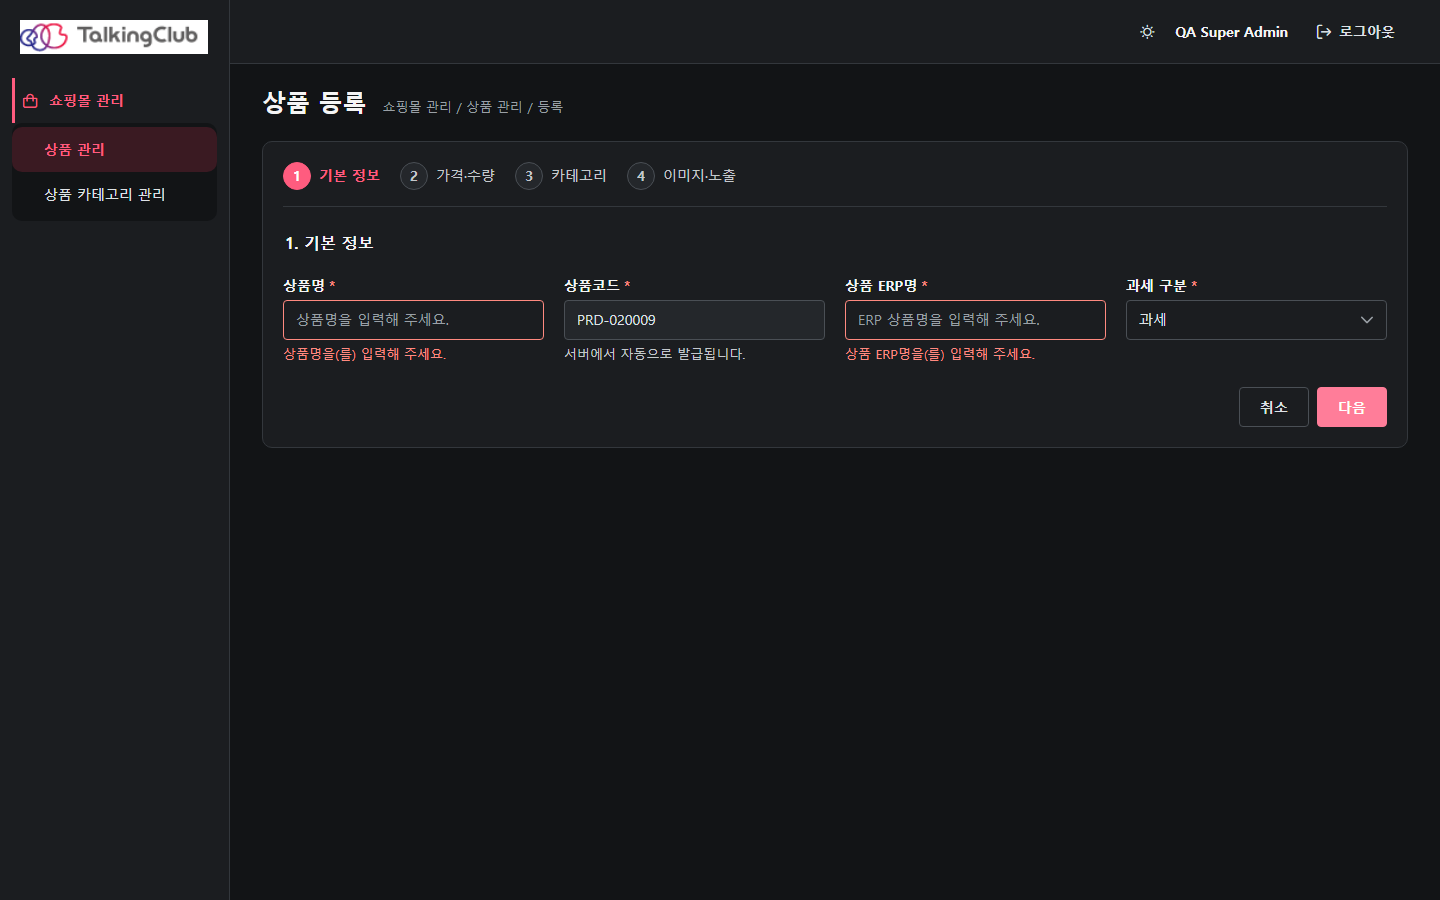 TalkingClub
QA Super Admin
로그아웃
쇼핑몰 관리
상품 관리
상품 카테고리 관리
상품 등록
쇼핑몰 관리 / 상품 관리 / 등록
1 기본 정보 2 가격·수량 3 카테고리 4 이미지·노출
1. 기본 정보
상품명 * 상품코드 * 상품 ERP명 * 과세 구분 *
상품명을 입력해 주세요. PRD-020009 ERP 상품명을 입력해 주세요. 과세
상품명을(를) 입력해 주세요. 서버에서 자동으로 발급됩니다. 상품 ERP명을(를) 입력해 주세요.
취소 다음